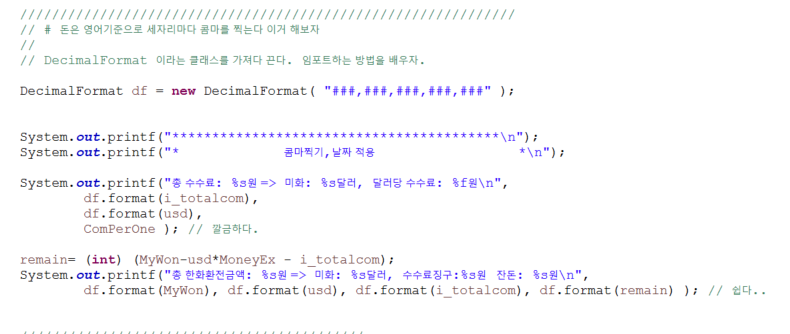 //////////////////////////////////////////////////////////////
// # 돈은 영어기준으로 세자리마다 콤마를 찍는다 이거 해보자
//
// DecimalFormat 이라는 클래스를 가져다 끈다. 임포트하는 방법을 배우자.
DecimalFormat df = new DecimalFormat( "###,###,###,###,###" );
System.out.printf("*****************************************\n");
System.out.printf("* 콤마찍기,날짜 적용 *\n");
System.out.printf("총 수수료: %s원 => 미화: %s달러, 달러당 수수료: %f원\n",
df.format(i_totalcom),
df.format(usd),
ComPerOne ); // 깔금하다.
remain= (int) (MyWon-usd*MoneyEx - i_totalcom);
System.out.printf("총 한화환전금액: %s원 => 미화: %s달러, 수수료징구:%s원 잔돈: %s원\n",
df.format(MyWon), df.format(usd), df.format(i_totalcom), df.format(remain) ); // 쉽다..